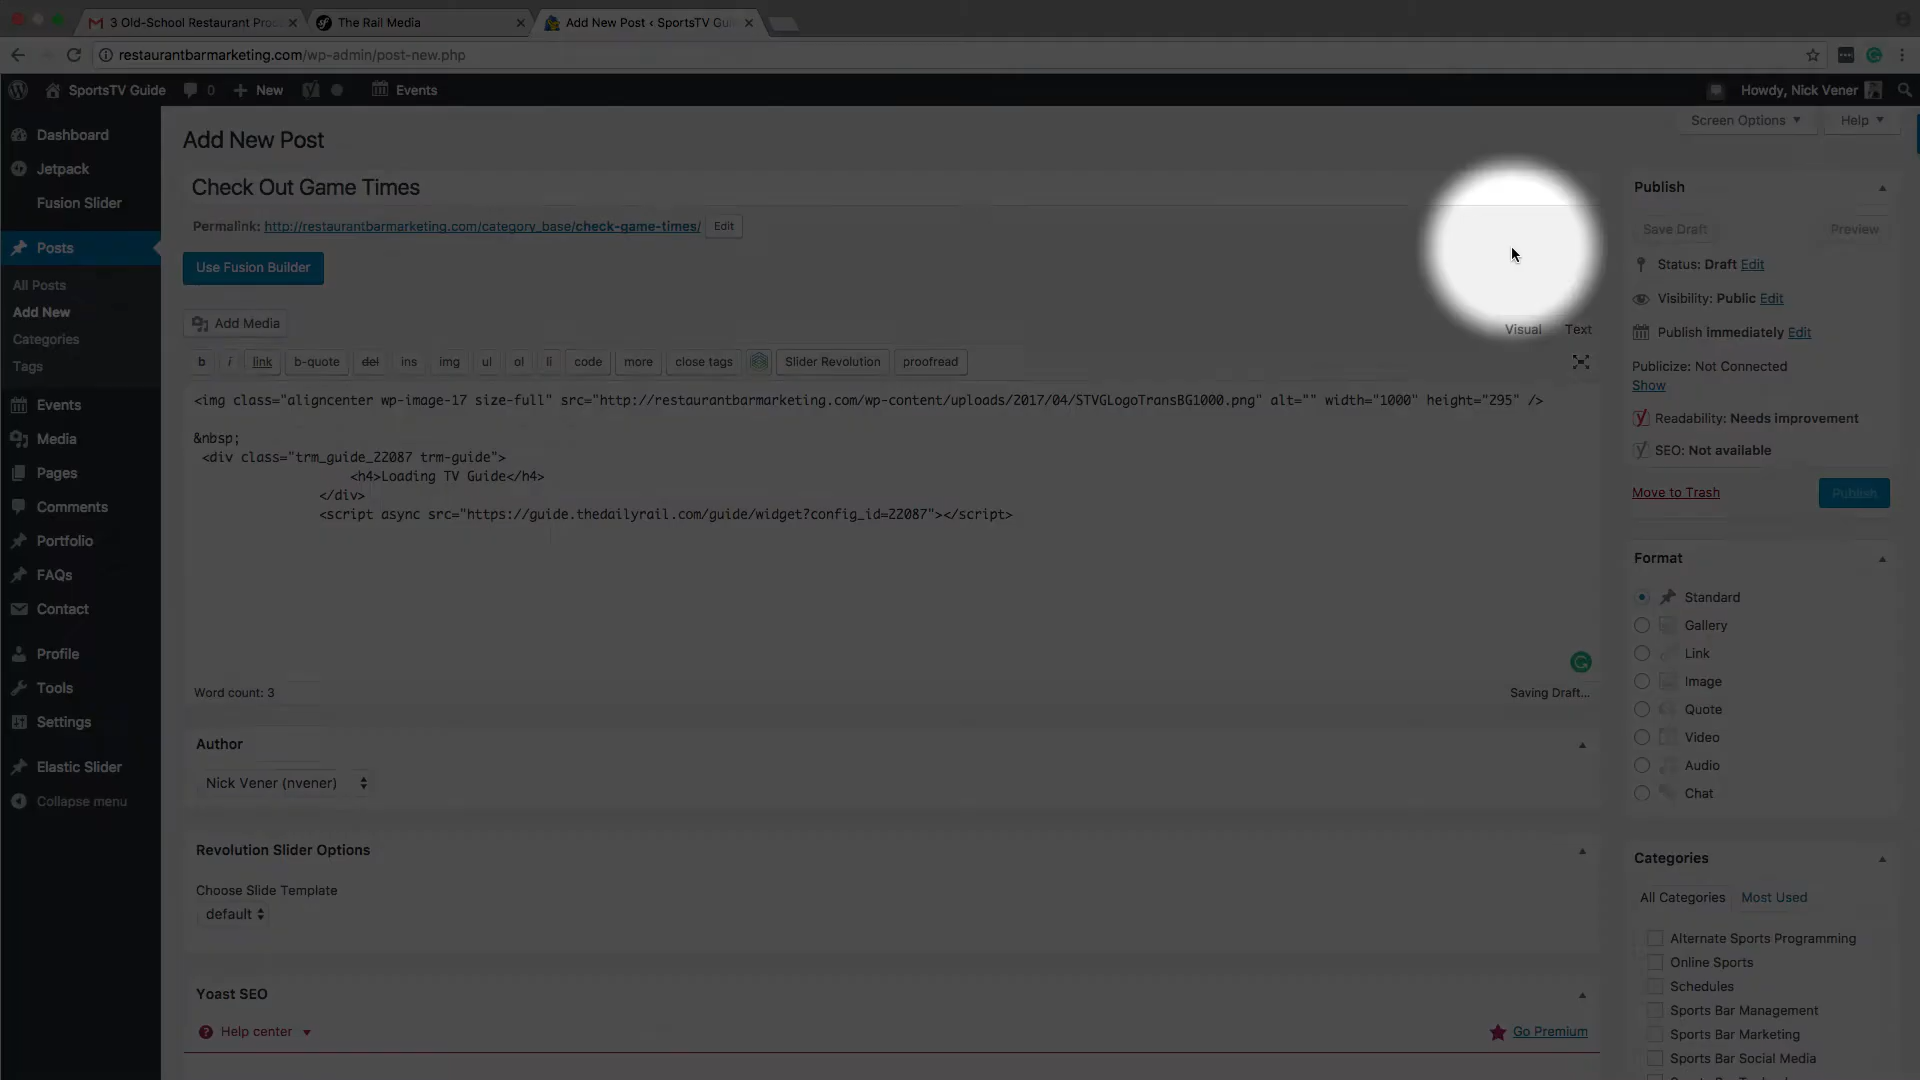 3 Old-School Restaurant Pro
The Rail Media
Add New Post ‹ SportsTV Gui
restaurantbarmarketing.com/wp-admin/post-new.php
SportsTV Guide
0
New
Events
Howdy, Nick Vener
Dashboard
Jetpack
Fusion Slider
Posts
All Posts
Add New
Categories
Tags
Events
Media
Pages
Comments
Portfolio
FAQs
Contact
Profile
Tools
Settings
Elastic Slider
Collapse menu
Screen Options
Help
Add New Post
Check Out Game Times
Permalink: http://restaurantbarmarketing.com/category_base/check-game-times/ Edit
Use Fusion Builder
Add Media
Visual Text
b i link b-quote del ins img ul ol li code more close tags Slider Revolution proofread
<img class="aligncenter wp-image-17 size-full" src="http://restaurantbarmarketing.com/wp-content/uploads/2017/04/STVGLogoTransBG1000.png" alt="" width="1000" height="295" />
&nbsp;
<div class="trm_guide_22087 trm-guide">
<h4>Loading TV Guide</h4>
</div>
<script async src="https://guide.thedailyrail.com/guide/widget?config_id=22087"></script>
Word count: 3
Saving Draft...
Author
Nick Vener (nvener)
Revolution Slider Options
Choose Slide Template
default
Yoast SEO
Help center
Go Premium
Publish
Save Draft
Preview
Status: Draft Edit
Visibility: Public Edit
Publish immediately Edit
Publicize: Not Connected
Show
Readability: Needs improvement
SEO: Not available
Move to Trash
Publish
Format
Standard
Gallery
Link
Image
Quote
Video
Audio
Chat
Categories
All Categories
Most Used
Alternate Sports Programming
Online Sports
Schedules
Sports Bar Management
Sports Bar Marketing
Sports Bar Social Media